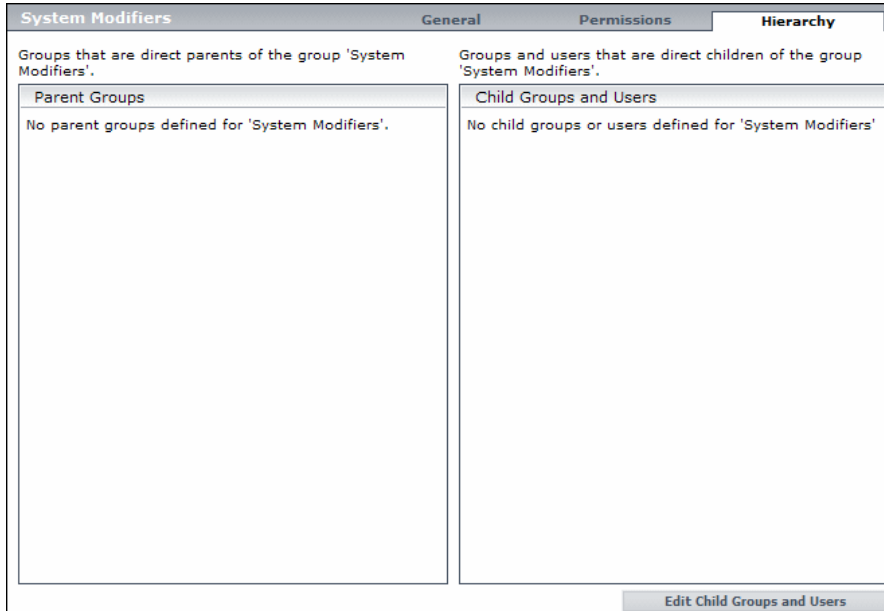 System Modifiers
General
Permissions
Hierarchy
Groups that are direct parents of the group 'System
Modifiers'.
Groups and users that are direct children of the group
'System Modifiers'.
Parent Groups
No parent groups defined for 'System Modifiers'.
Child Groups and Users
No child groups or users defined for 'System Modifiers'
Edit Child Groups and Users